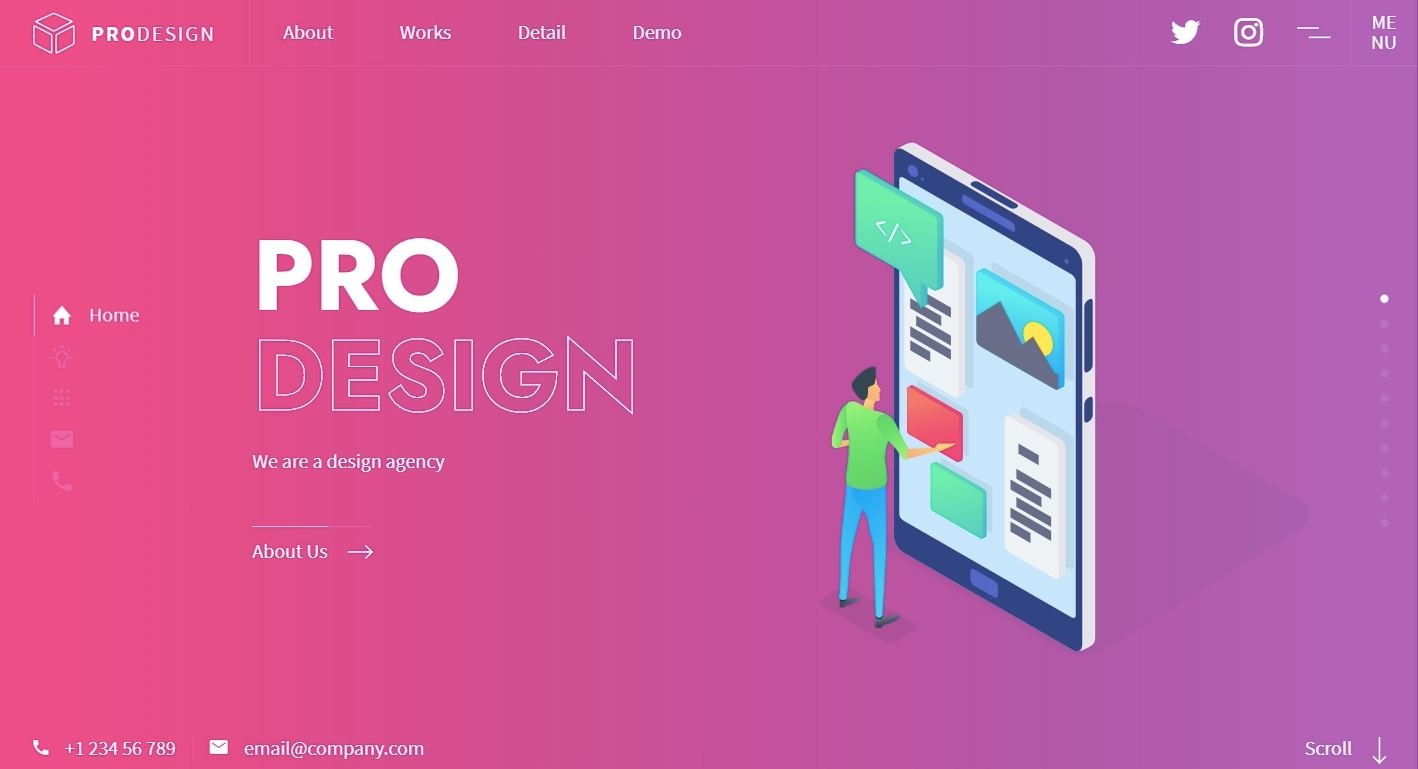 PRODESIGN
About
Works
Detail
Demo
ME
NU
PRO
DESIGN
Home
We are a design agency
About Us
</>
+1 234 56 789
email@company.com
Scroll